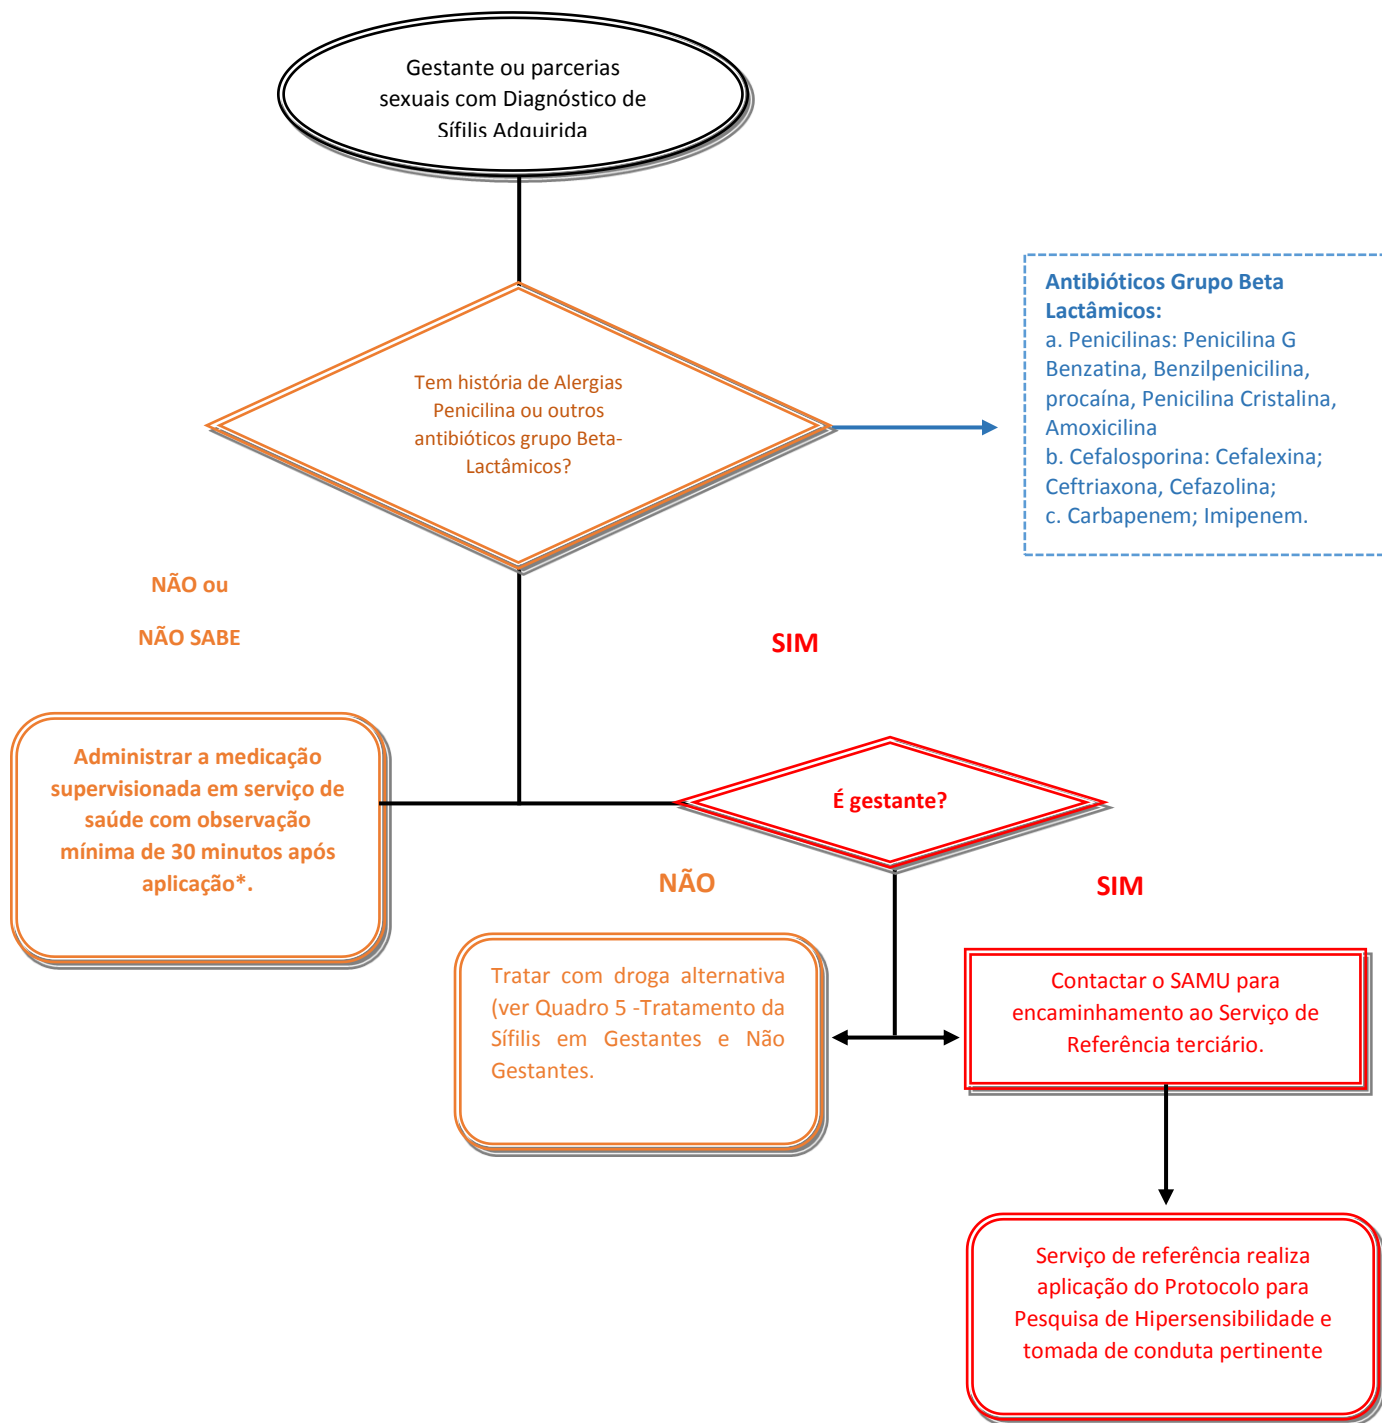 Gestante ou parcerias
sexuais com Diagnóstico de
Sífilis Adquirida
Tem história de Alergias
Penicilina ou outros
antibióticos grupo Beta-
Lactâmicos?
Antibióticos Grupo Beta
Lactâmicos:
a. Penicilinas: Penicilina G
Benzatina, Benzilpenicilina,
procaína, Penicilina Cristalina,
Amoxicilina
b. Cefalosporina: Cefalexina;
Ceftriaxona, Cefazolina;
c. Carbapenem; Imipenem.
NÃO ou
NÃO SABE
SIM
Administrar a medicação
supervisionada em serviço de
saúde com observação
mínima de 30 minutos após
aplicação*.
É gestante?
NÃO
SIM
Tratar com droga alternativa
(ver Quadro 5 -Tratamento da
Sífilis em Gestantes e Não
Gestantes.
Contactar o SAMU para
encaminhamento ao Serviço de
Referência terciário.
Serviço de referência realiza
aplicação do Protocolo para
Pesquisa de Hipersensibilidade e
tomada de conduta pertinente